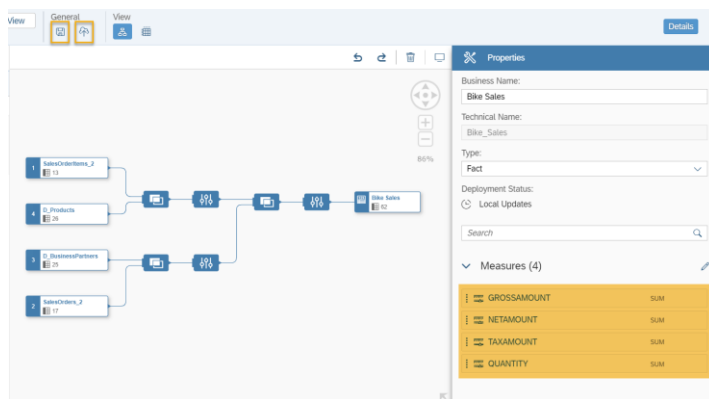 View
General
View
Details
Properties
Business Name:
Bike Sales
Technical Name:
Bike_Sales
Type:
Fact
Deployment Status:
Local Updates
Search
Measures (4)
GROSSAMOUNT SUM
NETAMOUNT SUM
TAXAMOUNT SUM
QUANTITY SUM
86%
1 SalesOrderItems_2
13
4 D_Products
26
3 D_BusinessPartners
25
2 SalesOrders_2
17
Bike Sales
62